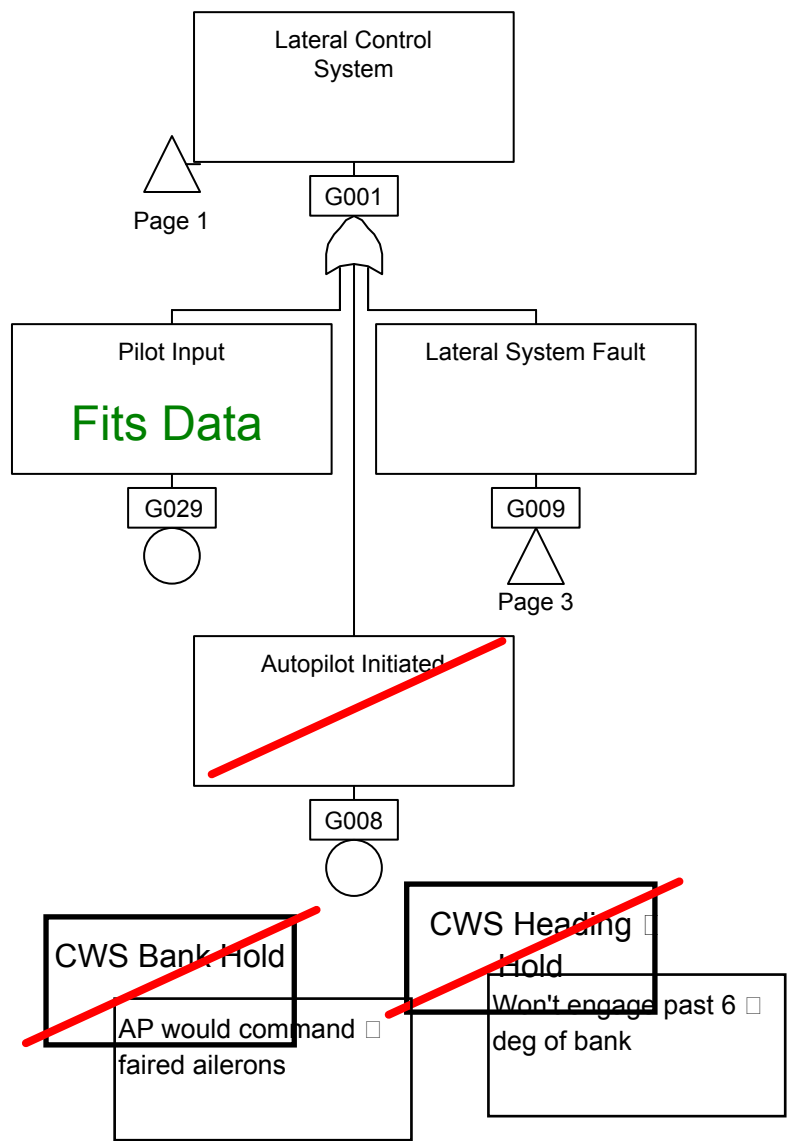 Lateral Control
System
Page 1
G001
Pilot Input
Fits Data
G029
Lateral System Fault
G009
Page 3
Autopilot Initiated
G008
CWS Bank Hold
AP would command
faired ailerons
CWS Heading
Hold
Won't engage past 6
deg of bank